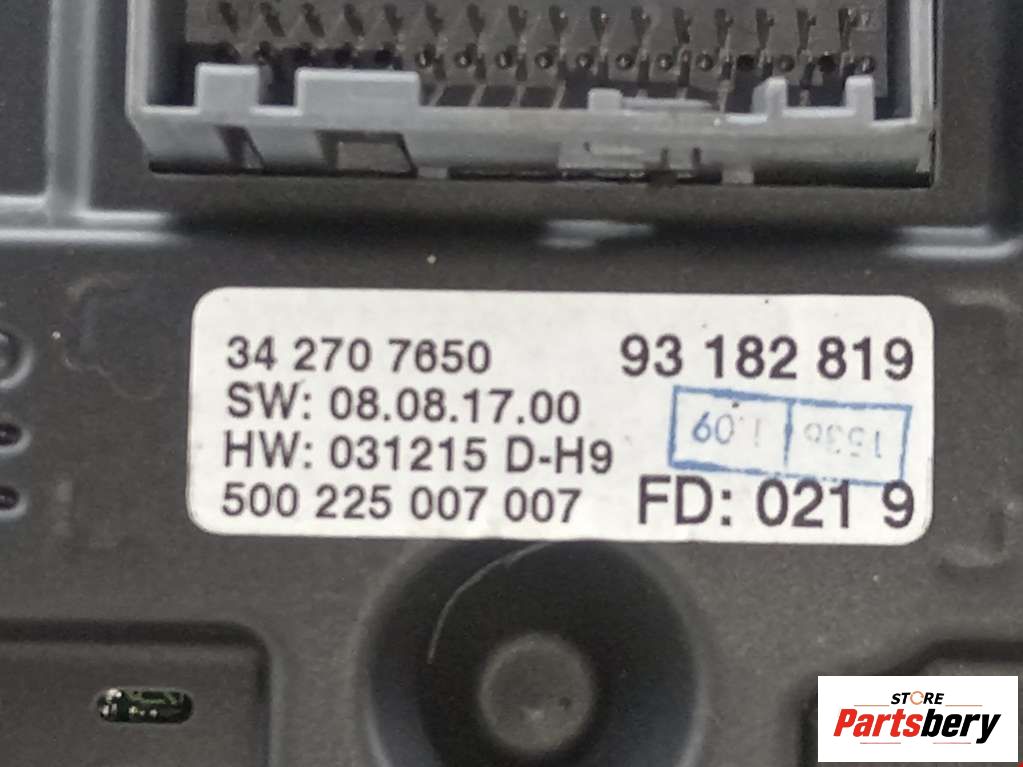 34 270 7650 93 182 819
SW: 08.08.17.00
HW: 031215 D-H9
500 225 007 007 FD: 021 9
STORE
Partsbery